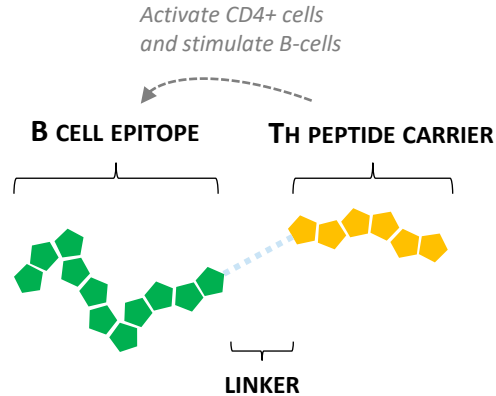 Activate CD4+ cells
and stimulate B-cells
B CELL EPITOPE
TH PEPTIDE CARRIER
LINKER